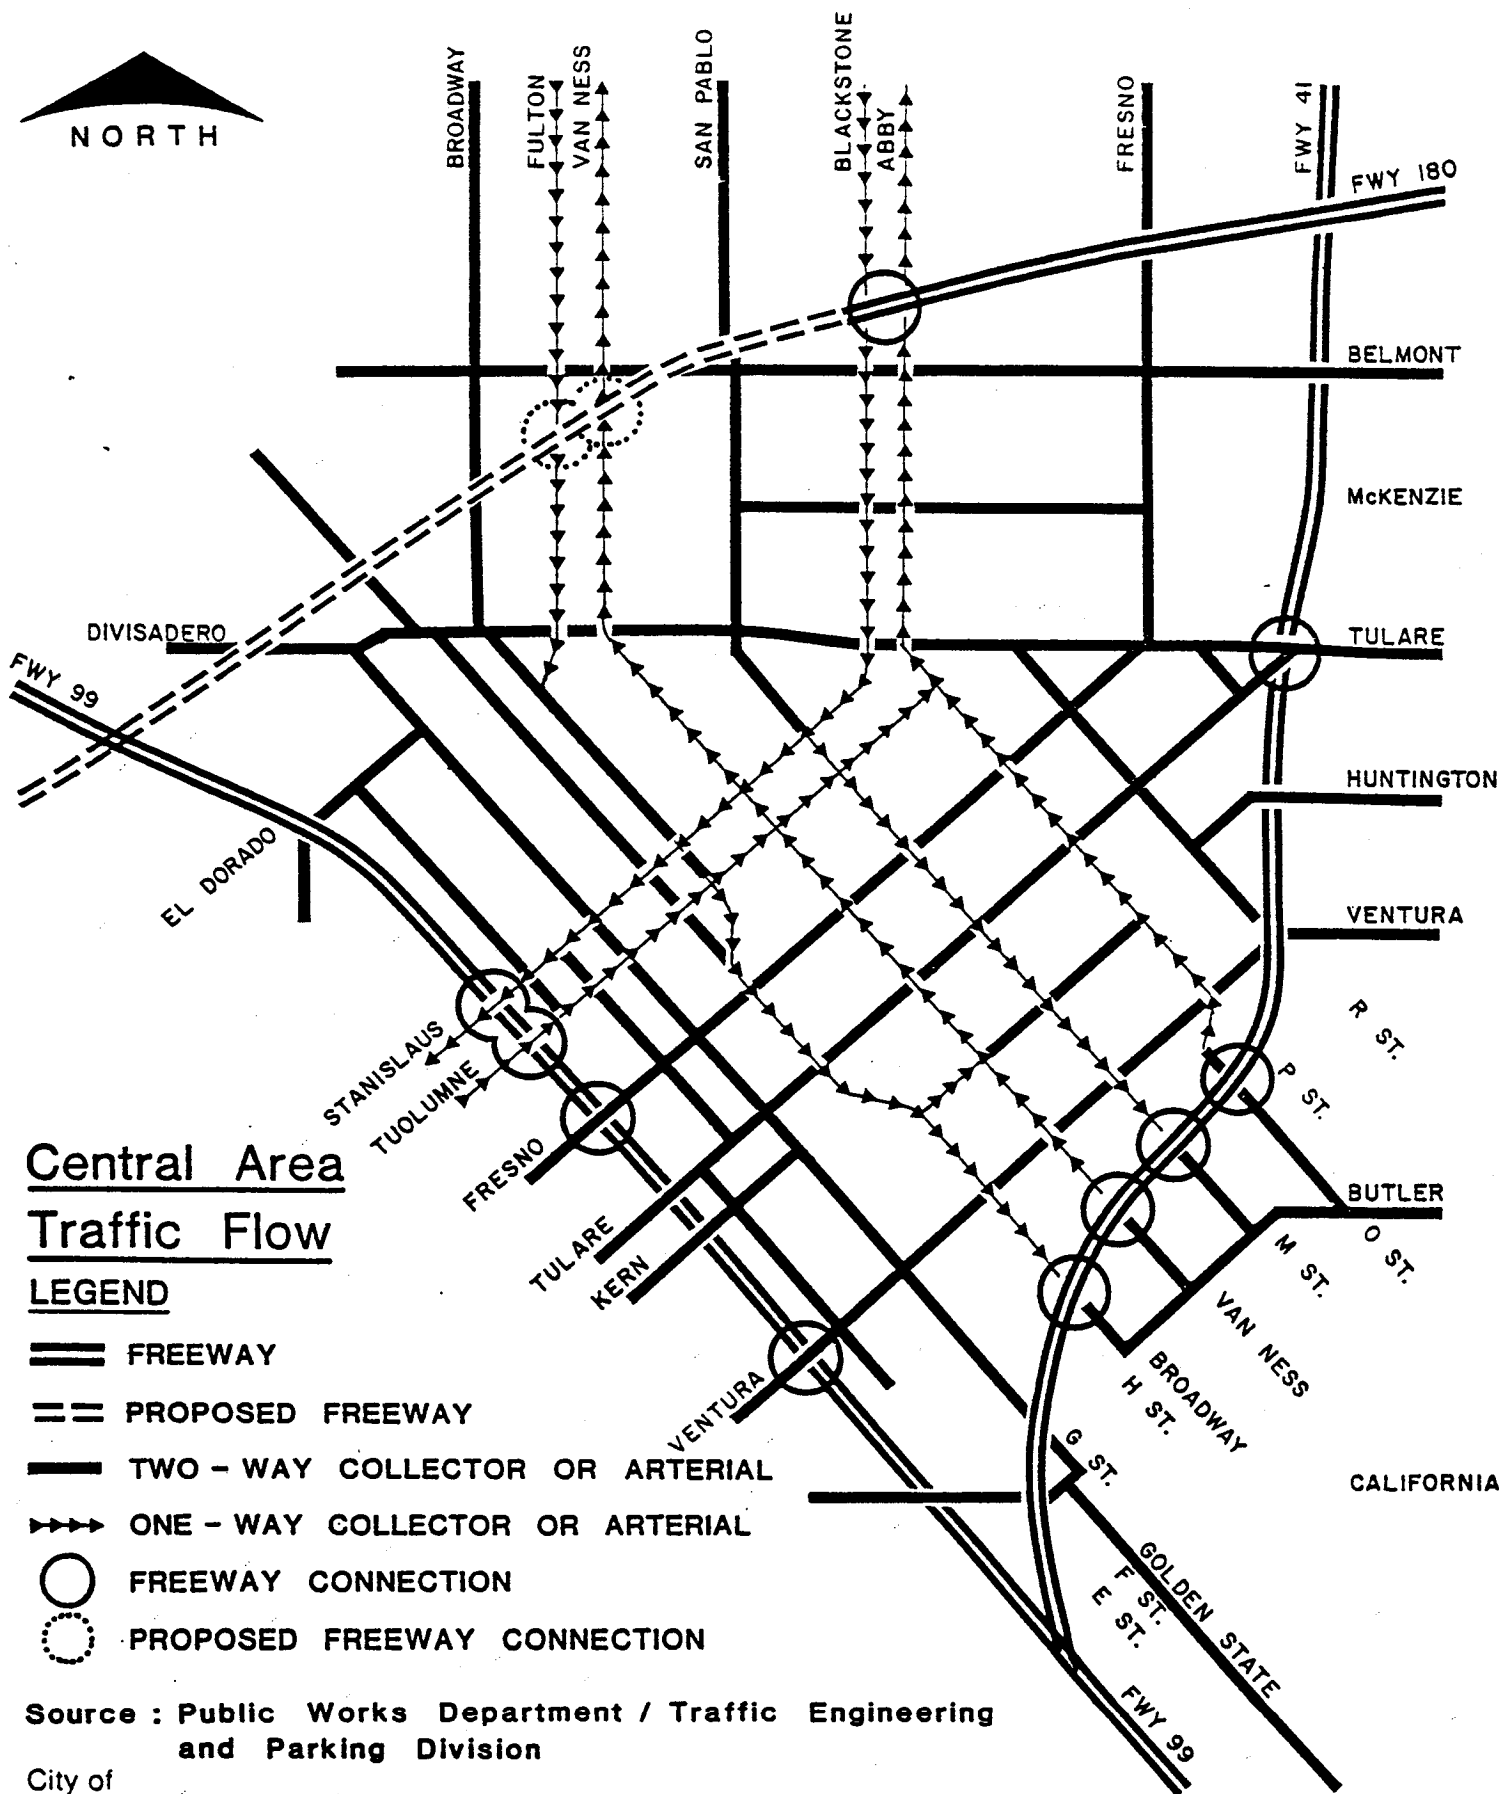 NORTH
BROADWAY
FULTON
VAN NESS
SAN PABLO
BLACKSTONE
ABBY
FRESNO
FWY 41
FWY 180
BELMONT
McKENZIE
DIVISADERO
TULARE
FWY 99
HUNTINGTON
EL DORADO
VENTURA
R ST.
STANISLAUS
TUOLUMNE
P ST.
FRESNO
BUTLER
O ST.
TULARE
KERN
M ST.
VAN NESS
BROADWAY
H ST.
VENTURA
G ST.
CALIFORNIA
GOLDEN STATE
F ST.
E ST.
FWY 99
Central Area
Traffic Flow
LEGEND
FREEWAY
PROPOSED FREEWAY
TWO - WAY COLLECTOR OR ARTERIAL
ONE - WAY COLLECTOR OR ARTERIAL
FREEWAY CONNECTION
PROPOSED FREEWAY CONNECTION
Source : Public Works Department / Traffic Engineering
and Parking Division
City of